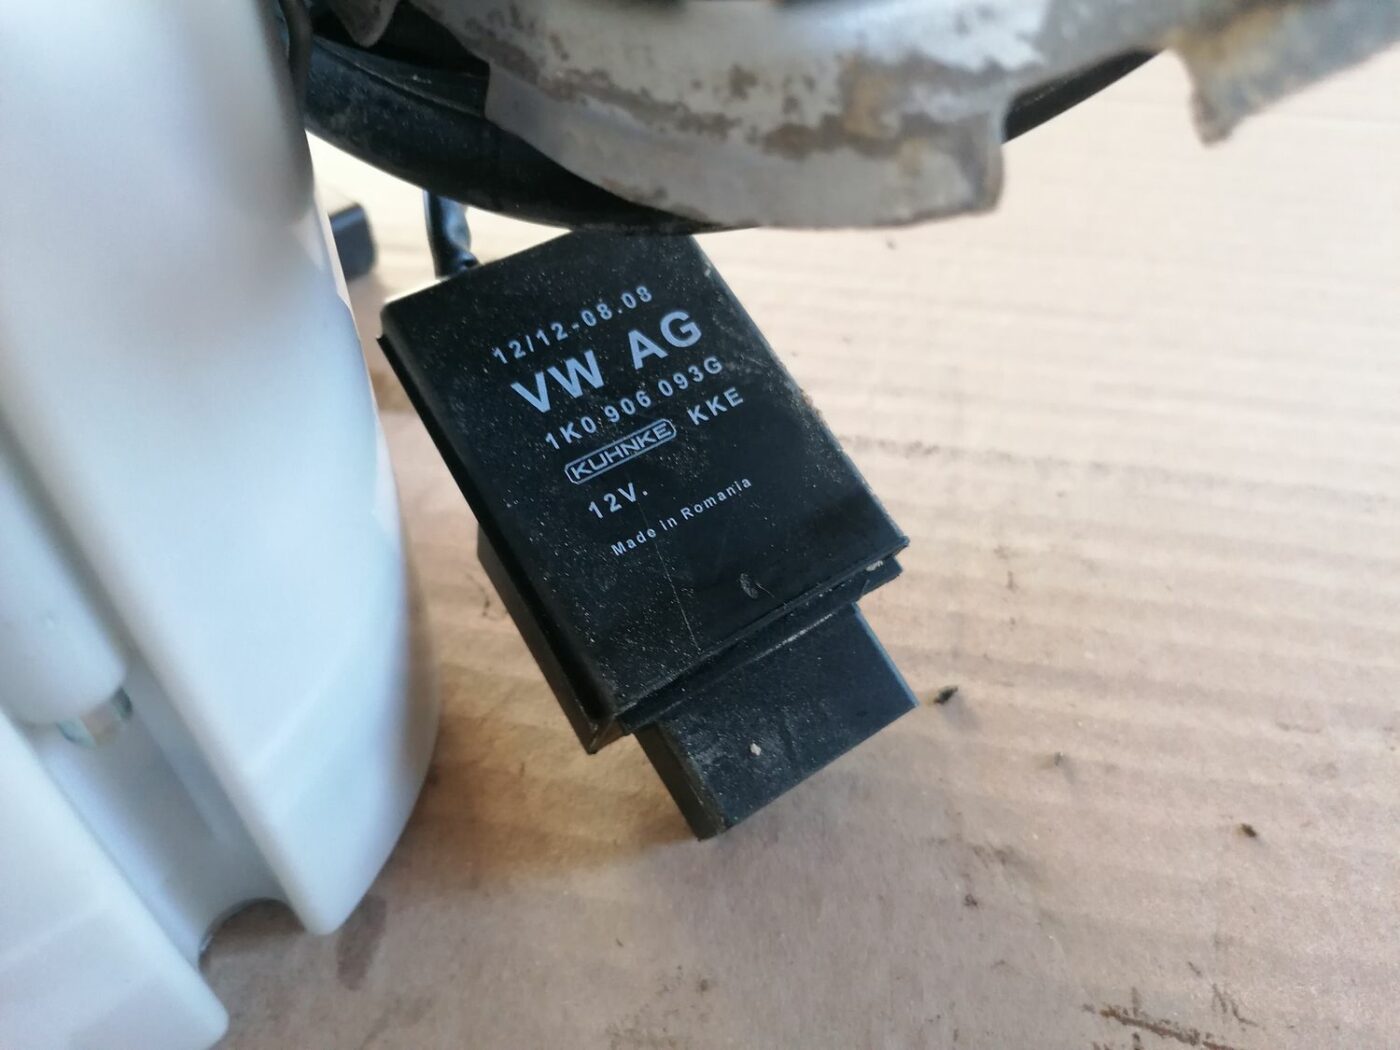 12/12-08.08
VW AG
1K0 906 093G
KUHNKE KKE
12V.
Made in Romania